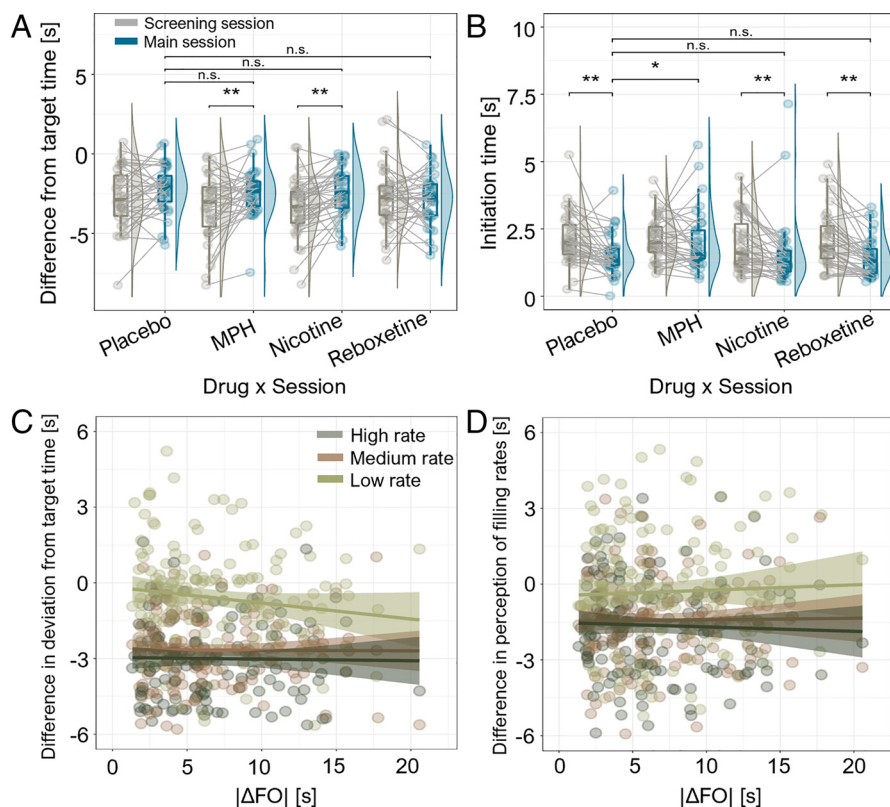 A
Screening session
Main session
n.s.
n.s.
n.s.
**
**
Difference from target time [s]
5
0
-5
Placebo
MPH
Nicotine
Reboxetine
Drug x Session
B
n.s.
n.s.
**
*
**
**
Initiation time [s]
10
7.5
5
2.5
0
Placebo
MPH
Nicotine
Reboxetine
Drug x Session
C
High rate
Medium rate
Low rate
Difference in deviation from target time [s]
6
3
0
-3
-6
0 5 10 15 20
|ΔFO| [s]
D
Difference in perception of filling rates [s]
6
3
0
-3
-6
0 5 10 15 20
|ΔFO| [s]